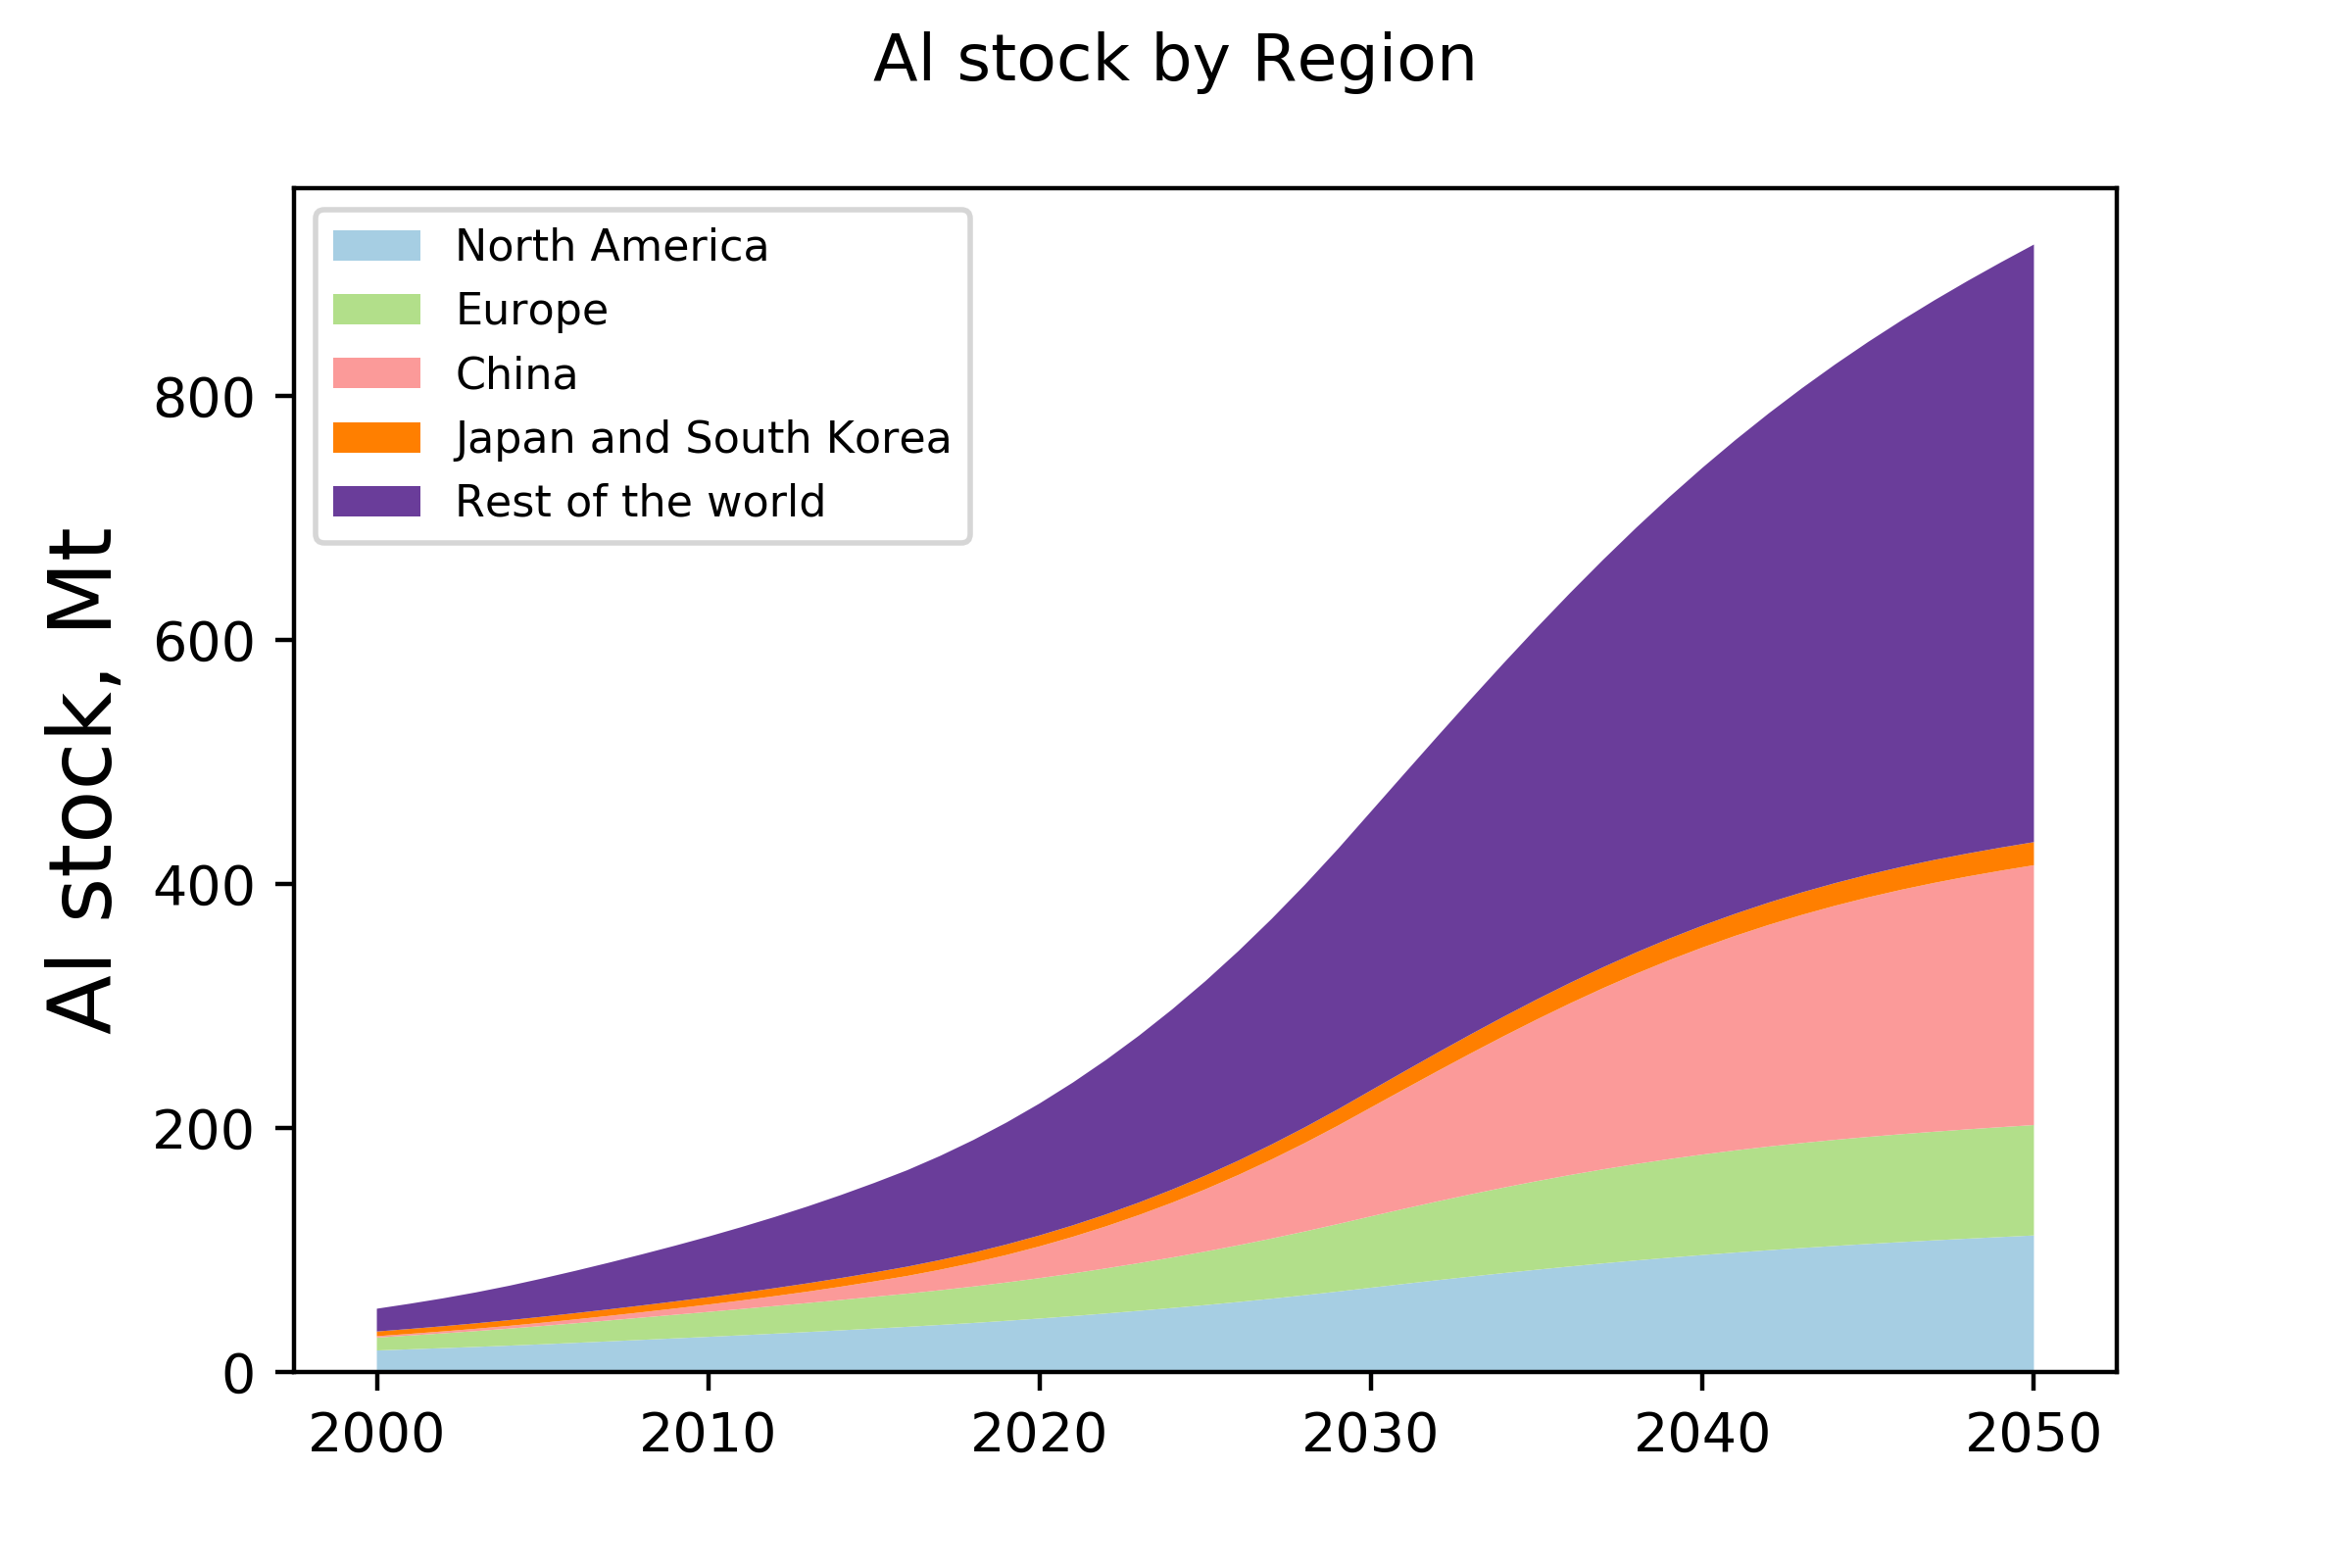 Al stock by Region
North America
Europe
China
Japan and South Korea
Rest of the world
Al stock, Mt
800
600
400
200
0
2000 2010 2020 2030 2040 2050